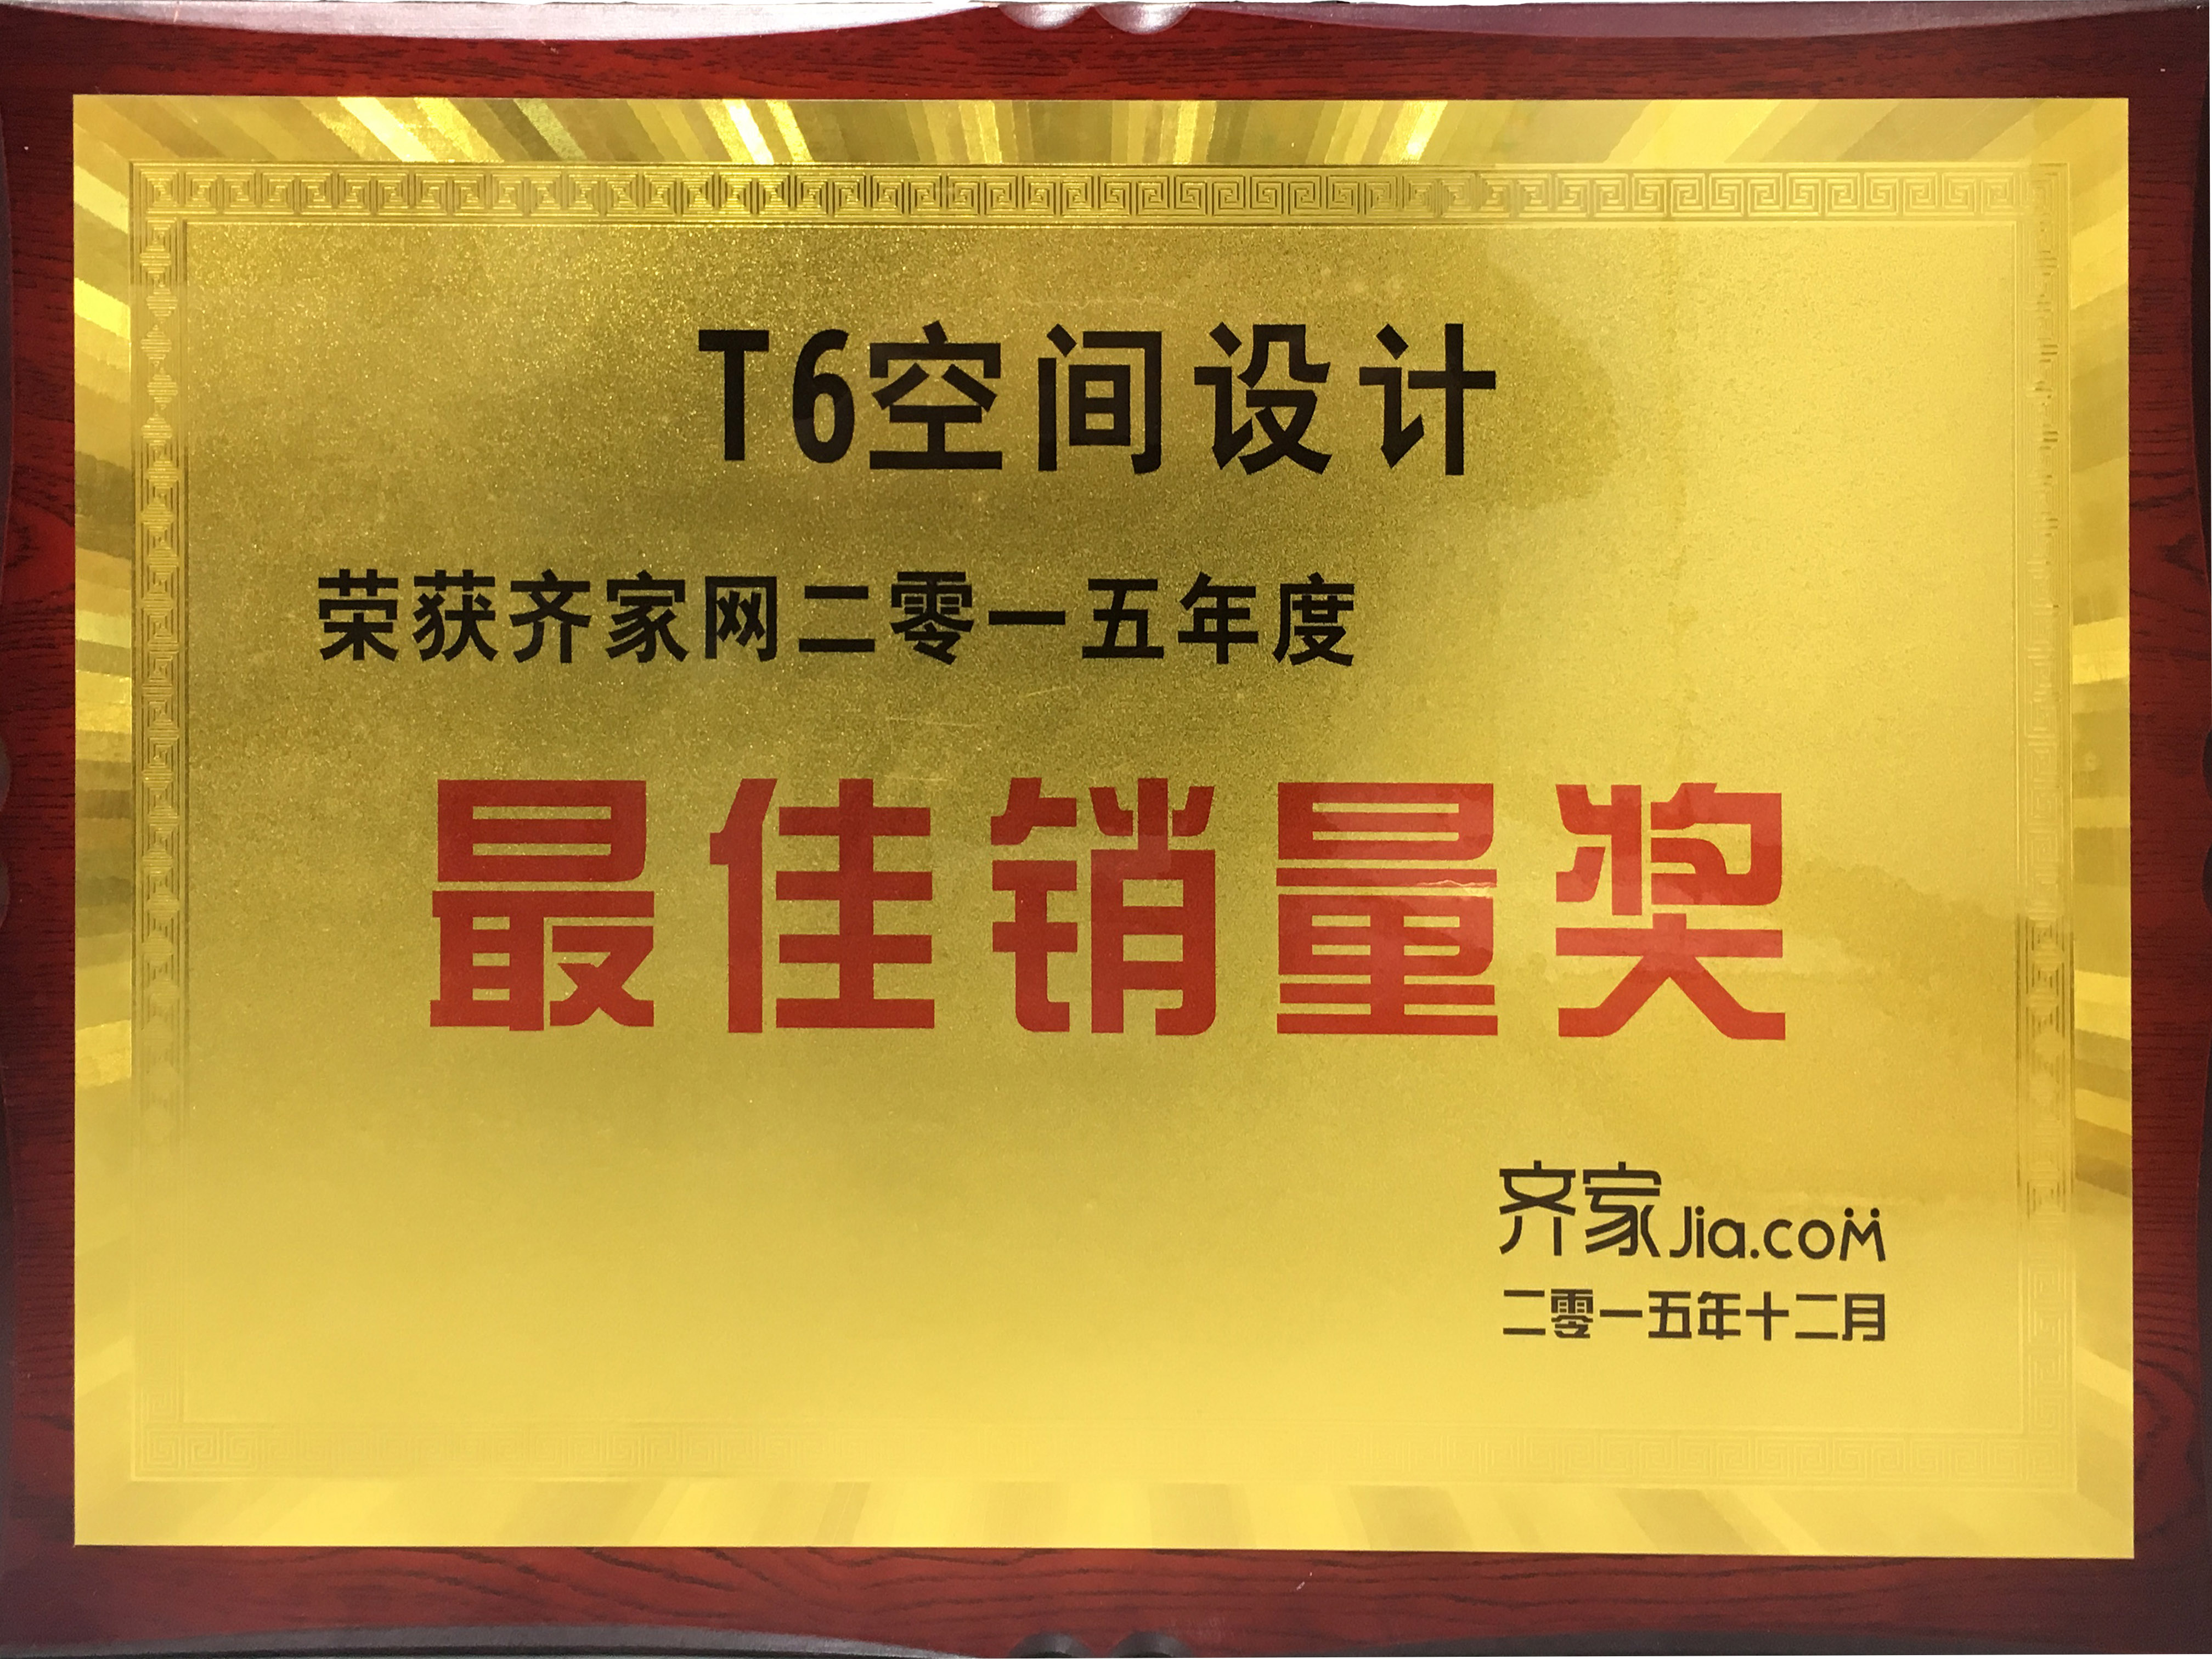 T6空间设计
荣获齐家网二零一五年度
最佳销量奖
齐家Jia.com
二零一五年十二月